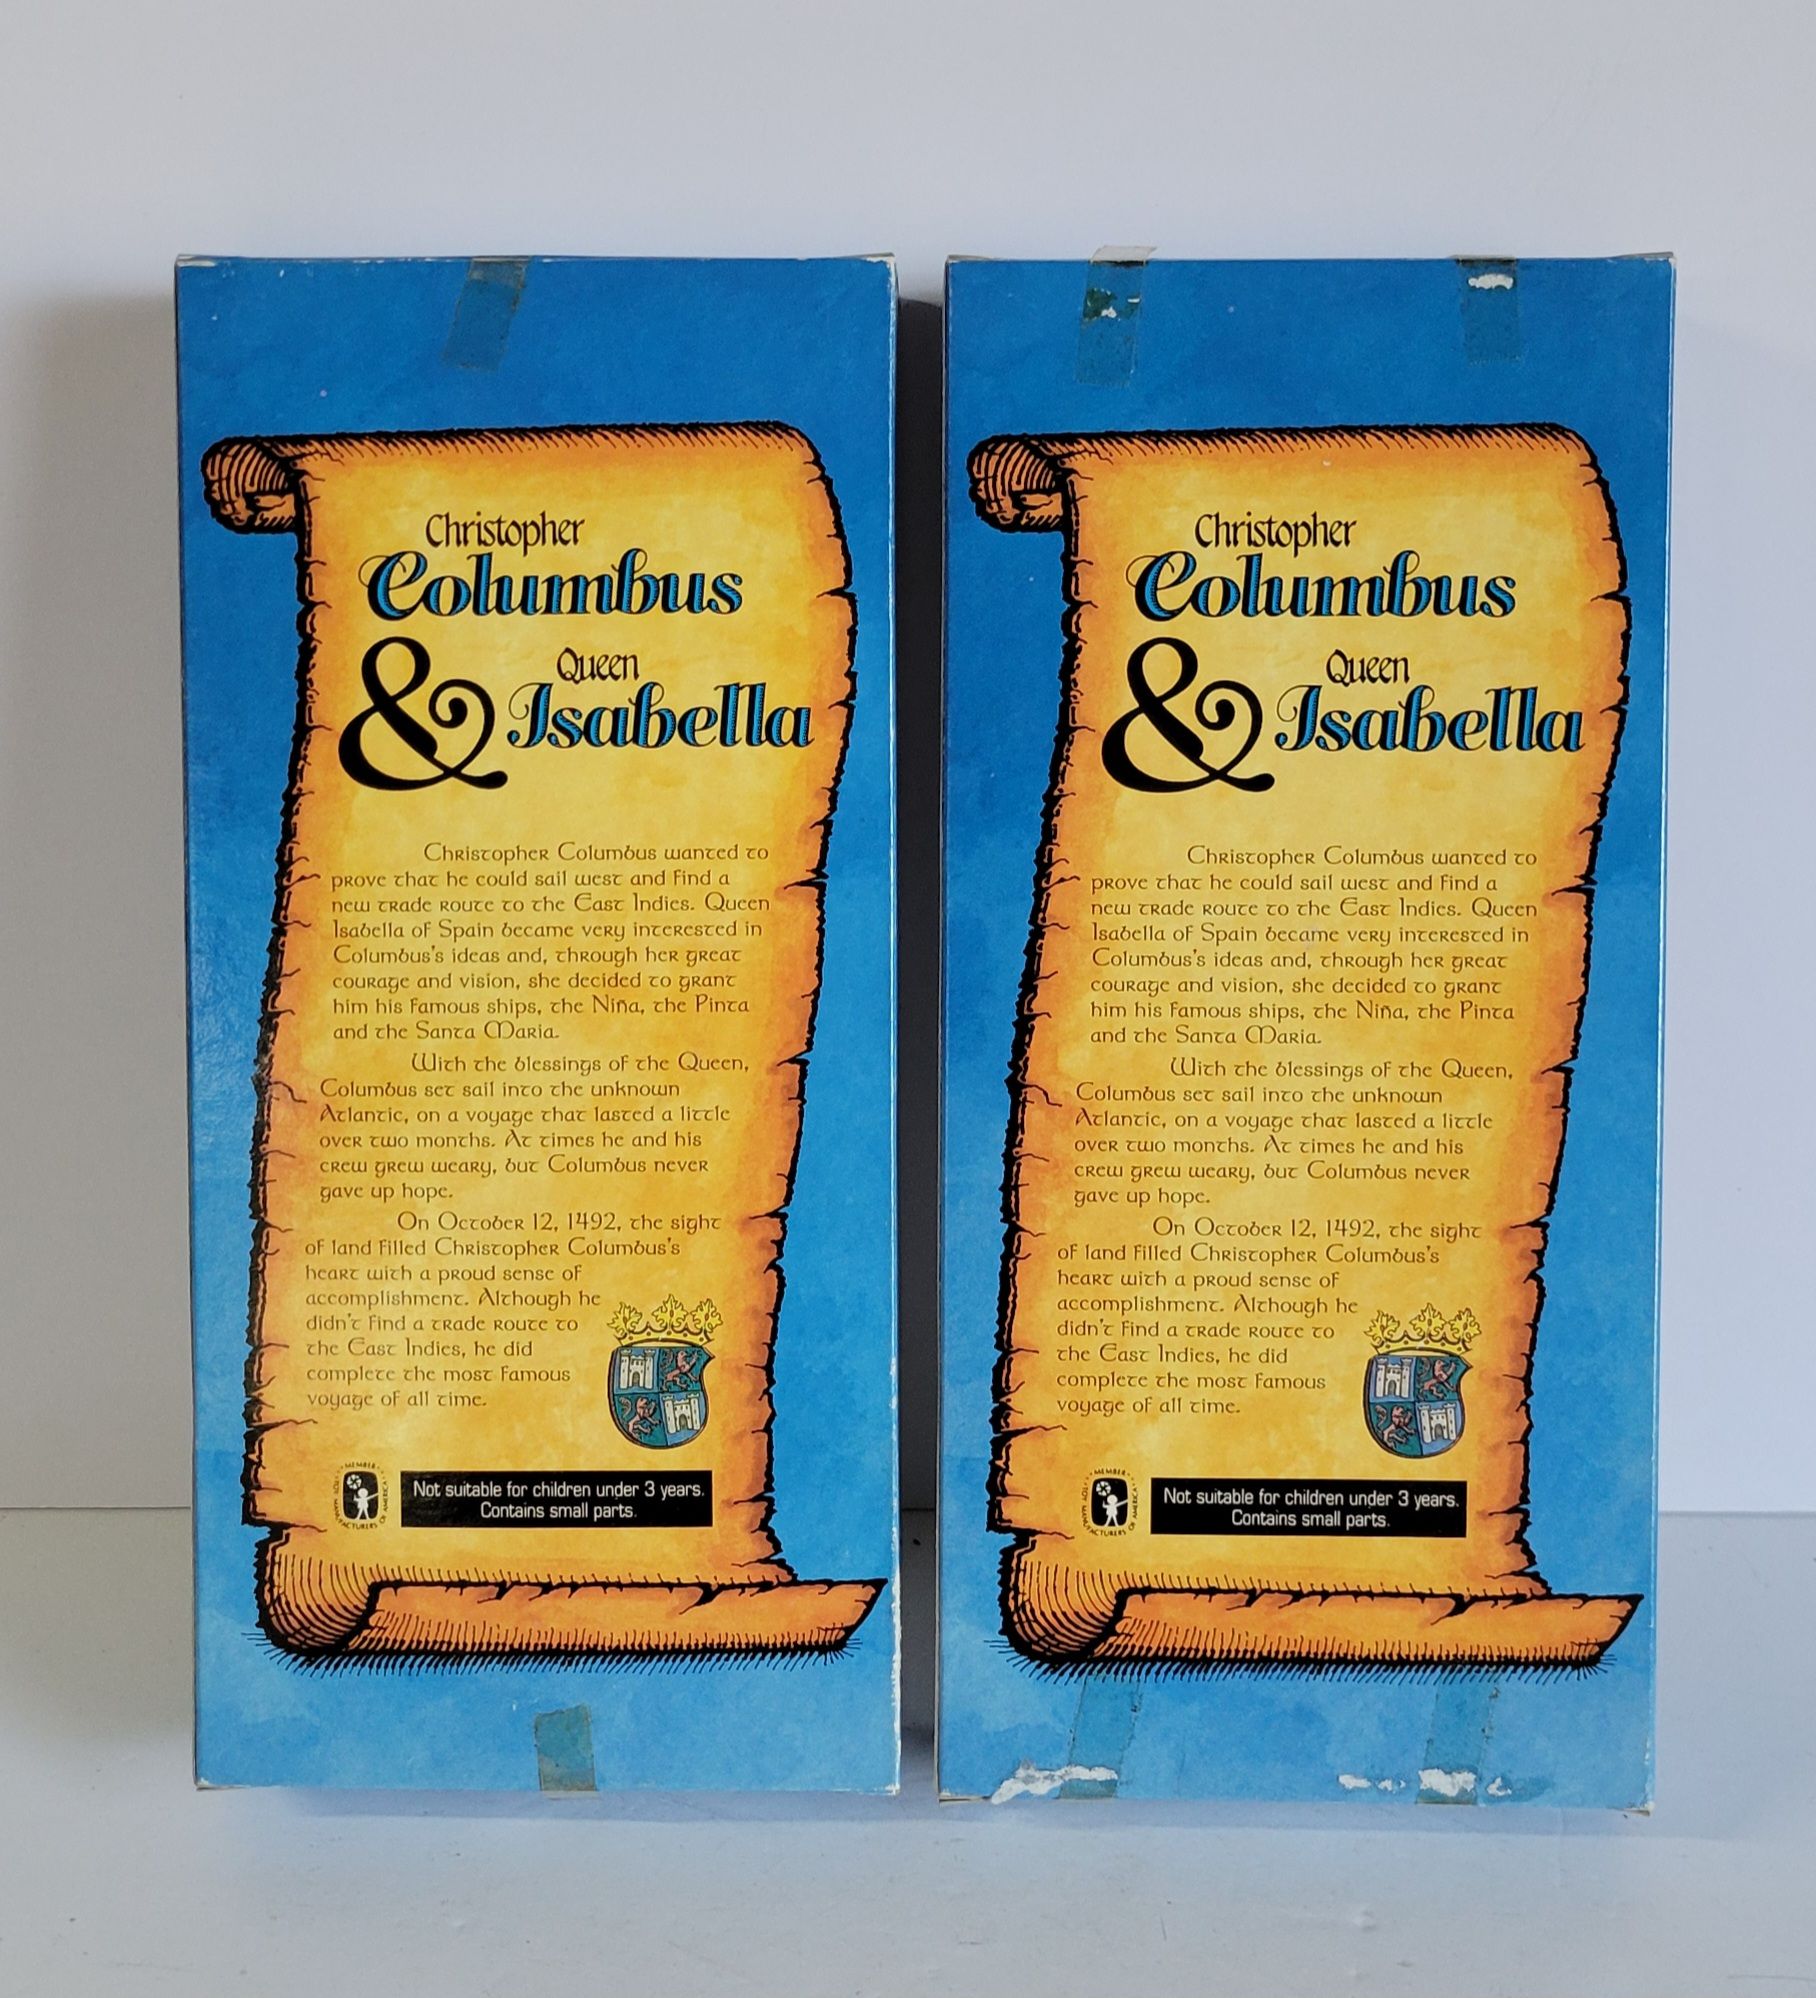 Christopher
Columbus
&
Queen
Isabella
Christopher Columbus wanted to
prove that he could sail west and find a
new trade route to the East Indies. Queen
Isabella of Spain became very interested in
Columbus's ideas and, through her great
courage and vision, she decided to grant
him his famous ships, the Niña, the Pinta
and the Santa Maria.
With the blessings of the Queen,
Columbus set sail into the unknown
Atlantic, on a voyage that lasted a little
over two months. At times he and his
crew grew weary, but Columbus never
gave up hope.
On October 12, 1492, the sight
of land filled Christopher Columbus's
heart with a proud sense of
accomplishment. Although he
didn't find a trade route to
the East Indies, he did
complete the most famous
voyage of all time.
MEMBER
TOY MANUFACTURERS OF AMERICA
Not suitable for children under 3 years.
Contains small parts.
Christopher
Columbus
&
Queen
Isabella
Christopher Columbus wanted to
prove that he could sail west and find a
new trade route to the East Indies. Queen
Isabella of Spain became very interested in
Columbus's ideas and, through her great
courage and vision, she decided to grant
him his famous ships, the Niña, the Pinta
and the Santa Maria.
With the blessings of the Queen,
Columbus set sail into the unknown
Atlantic, on a voyage that lasted a little
over two months. At times he and his
crew grew weary, but Columbus never
gave up hope.
On October 12, 1492, the sight
of land filled Christopher Columbus's
heart with a proud sense of
accomplishment. Although he
didn't find a trade route to
the East Indies, he did
complete the most famous
voyage of all time.
MEMBER
TOY MANUFACTURERS OF AMERICA
Not suitable for children under 3 years.
Contains small parts.